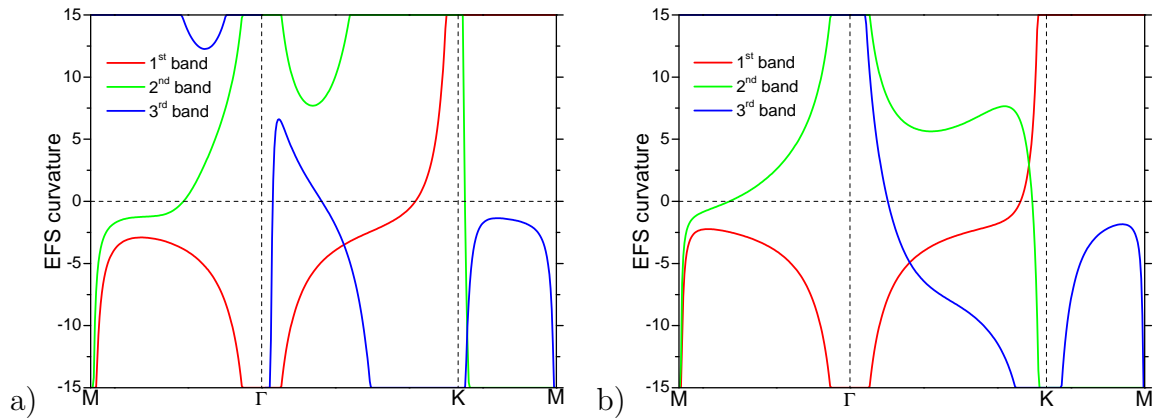 15
10
5
0
-5
-10
-15
EFS curvature
1st band
2nd band
3rd band
M Γ K M
a)
15
10
5
0
-5
-10
-15
EFS curvature
1st band
2nd band
3rd band
M Γ K M
b)